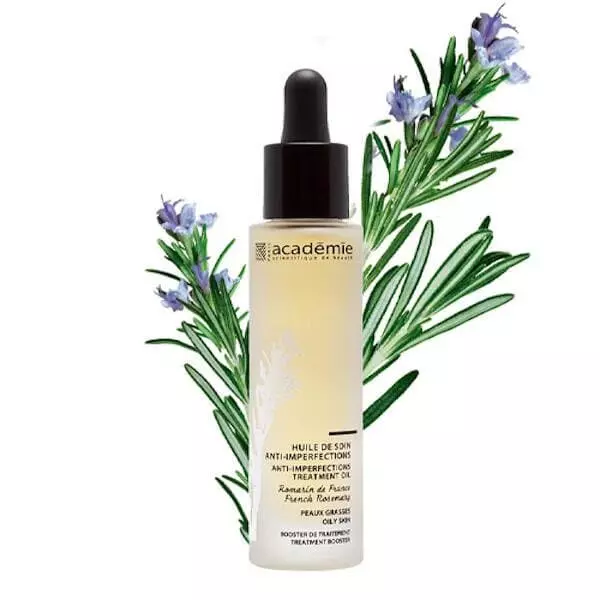 académie
scientifique de beauté
HUILE DE SOIN
ANTI-IMPERFECTIONS
ANTI-IMPERFECTIONS
TREATMENT OIL
Romarin de France
French Rosemary
PEAUX GRASSES
OILY SKIN
BOOSTER DE TRAITEMENT
TREATMENT BOOSTER